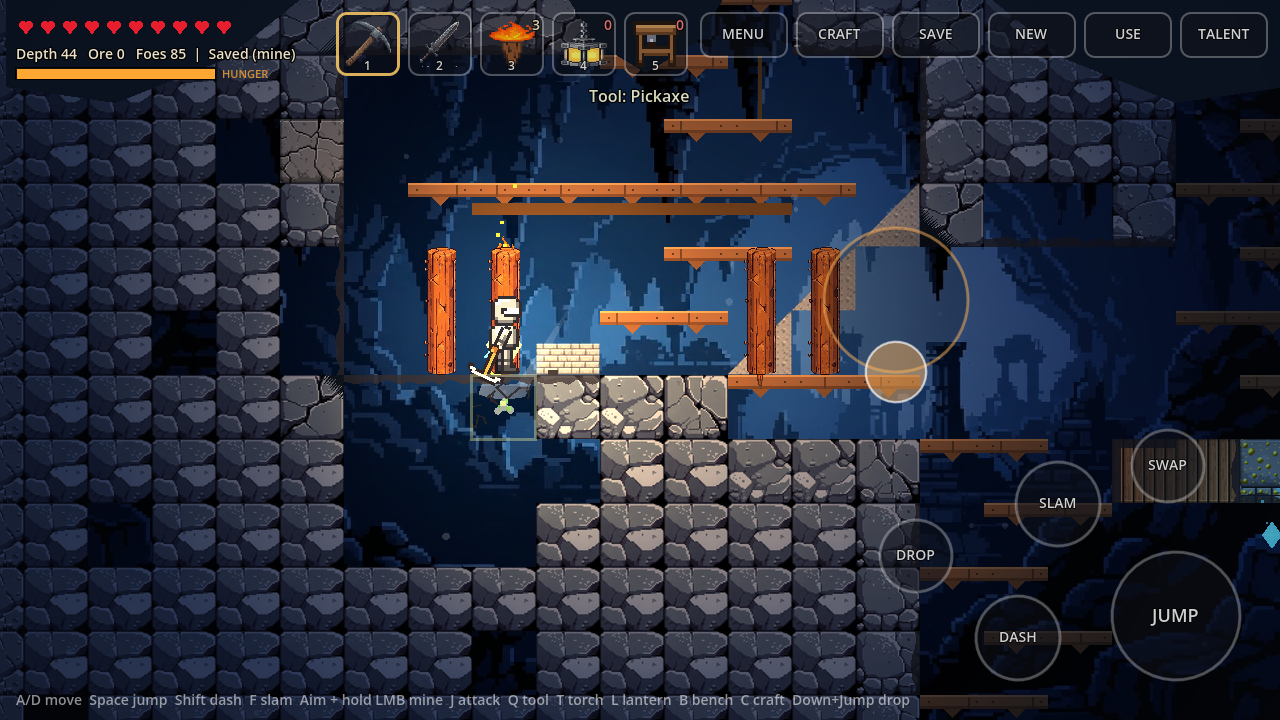 Depth 44 Ore 0 Foes 85 | Saved (mine)
HUNGER
1
2
3
3
0
4
0
5
MENU
CRAFT
SAVE
NEW
USE
TALENT
Tool: Pickaxe
SWAP
SLAM
DROP
JUMP
DASH
A/D move Space jump Shift dash F slam Aim + hold LMB mine J attack Q tool T torch L lantern B bench C craft Down+Jump drop